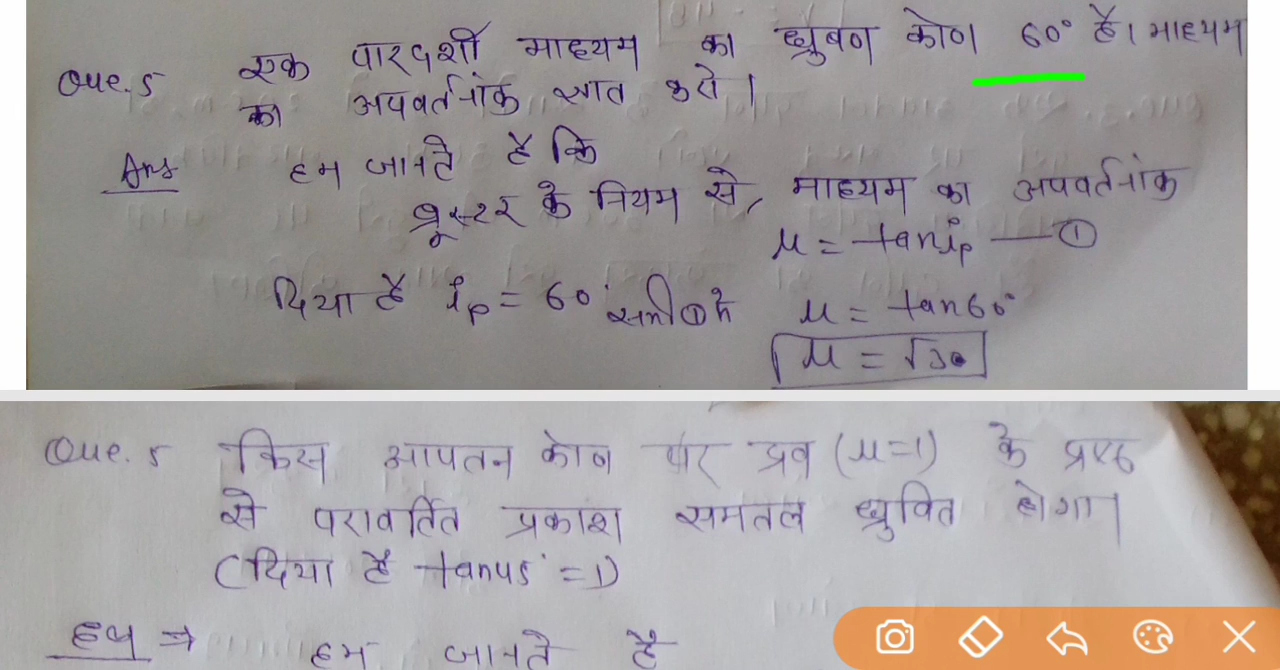 Que. 5 एक पारदर्शी माध्यम का ध्रुवण कोण 60° है। माध्यम
का अपवर्तनांक ज्ञात करो।
Ans हम जानते है कि
ब्रूस्टर के नियम से, माध्यम का अपवर्तनांक
μ = tan ip — ①
दिया है ip = 60° समी ① से μ = tan 60°
μ = √3
Que. 5 किस आपतन कोण पर द्रव (μ=1) के प्रष्ठ
से परावर्तित प्रकाश समतल ध्रुवित होगा।
(दिया है tan45° = 1)
हल ⇒ हम जानते है